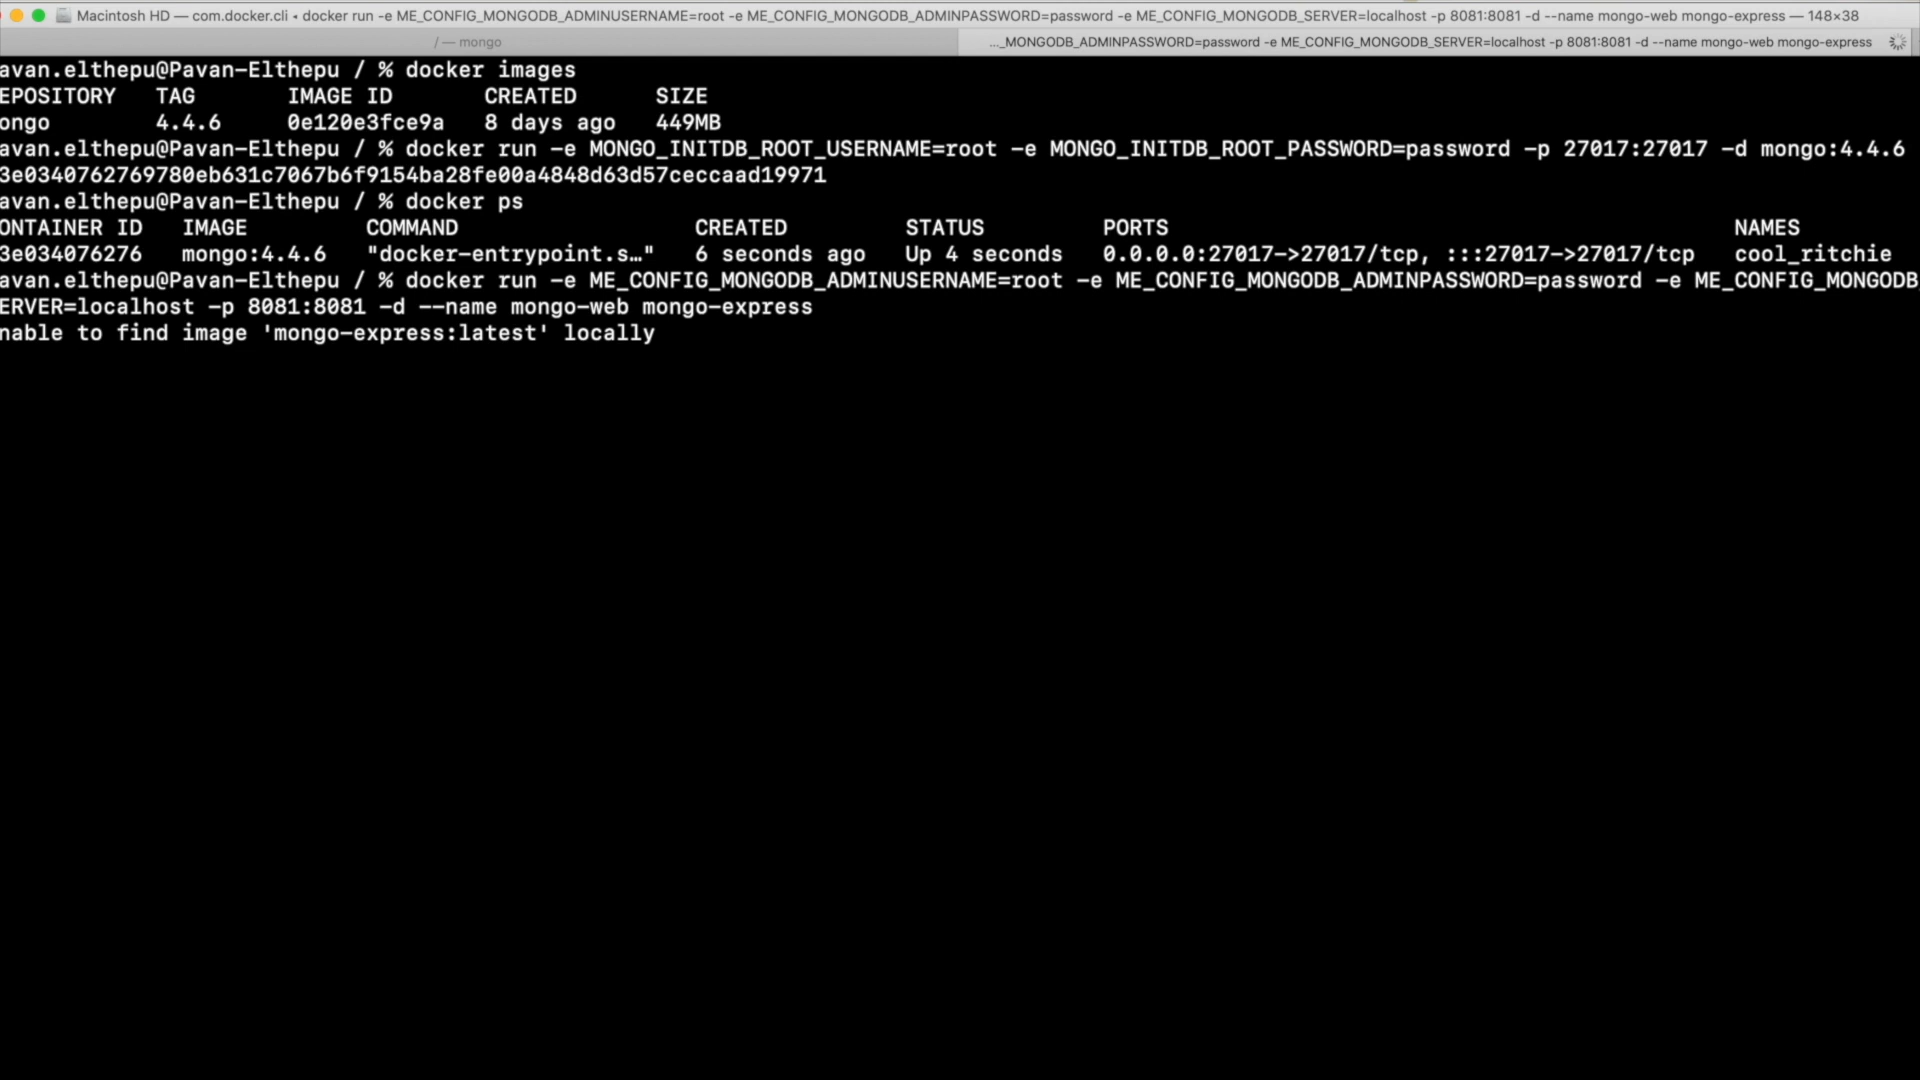 Macintosh HD — com.docker.cli ◂ docker run -e ME_CONFIG_MONGODB_ADMINUSERNAME=root -e ME_CONFIG_MONGODB_ADMINPASSWORD=password -e ME_CONFIG_MONGODB_SERVER=localhost -p 8081:8081 -d --name mongo-web mongo-express — 148×38
/ — mongo
..._MONGODB_ADMINPASSWORD=password -e ME_CONFIG_MONGODB_SERVER=localhost -p 8081:8081 -d --name mongo-web mongo-express
avan.elthepu@Pavan-Elthepu / % docker images
EPOSITORY TAG IMAGE ID CREATED SIZE
ongo 4.4.6 0e120e3fce9a 8 days ago 449MB
avan.elthepu@Pavan-Elthepu / % docker run -e MONGO_INITDB_ROOT_USERNAME=root -e MONGO_INITDB_ROOT_PASSWORD=password -p 27017:27017 -d mongo:4.4.6
3e0340762769780eb631c7067b6f9154ba28fe00a4848d63d57ceccaad19971
avan.elthepu@Pavan-Elthepu / % docker ps
ONTAINER ID IMAGE COMMAND CREATED STATUS PORTS NAMES
3e034076276 mongo:4.4.6 "docker-entrypoint.s…" 6 seconds ago Up 4 seconds 0.0.0.0:27017->27017/tcp, :::27017->27017/tcp cool_ritchie
avan.elthepu@Pavan-Elthepu / % docker run -e ME_CONFIG_MONGODB_ADMINUSERNAME=root -e ME_CONFIG_MONGODB_ADMINPASSWORD=password -e ME_CONFIG_MONGODB
ERVER=localhost -p 8081:8081 -d --name mongo-web mongo-express
nable to find image 'mongo-express:latest' locally